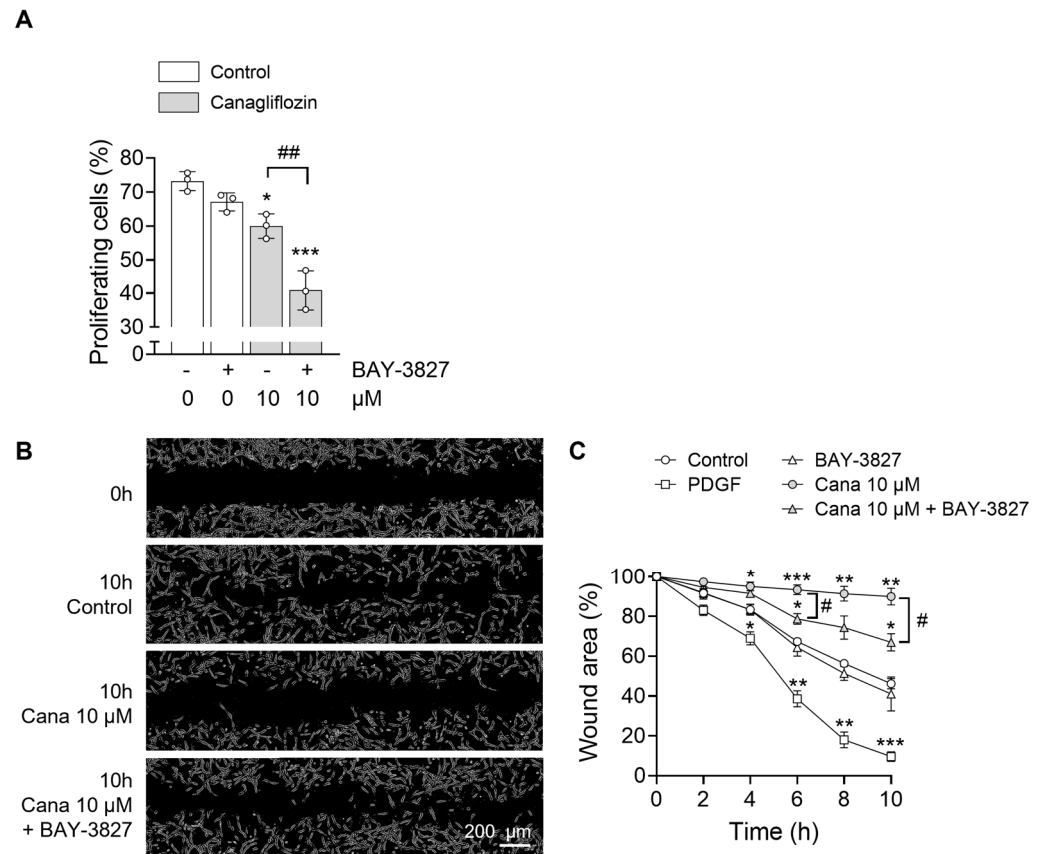 A
Control
Canagliflozin
Proliferating cells (%)
80
70
60
50
40
30
0
*
##
***
- + - + BAY-3827
0 0 10 10 µM
B
0h
10h
Control
10h
Cana 10 µM
10h
Cana 10 µM
+ BAY-3827
200 µm
C
Control
PDGF
BAY-3827
Cana 10 µM
Cana 10 µM + BAY-3827
Wound area (%)
100
80
60
40
20
0
* *** ** **
* # * #
*
**
**
***
0 2 4 6 8 10
Time (h)